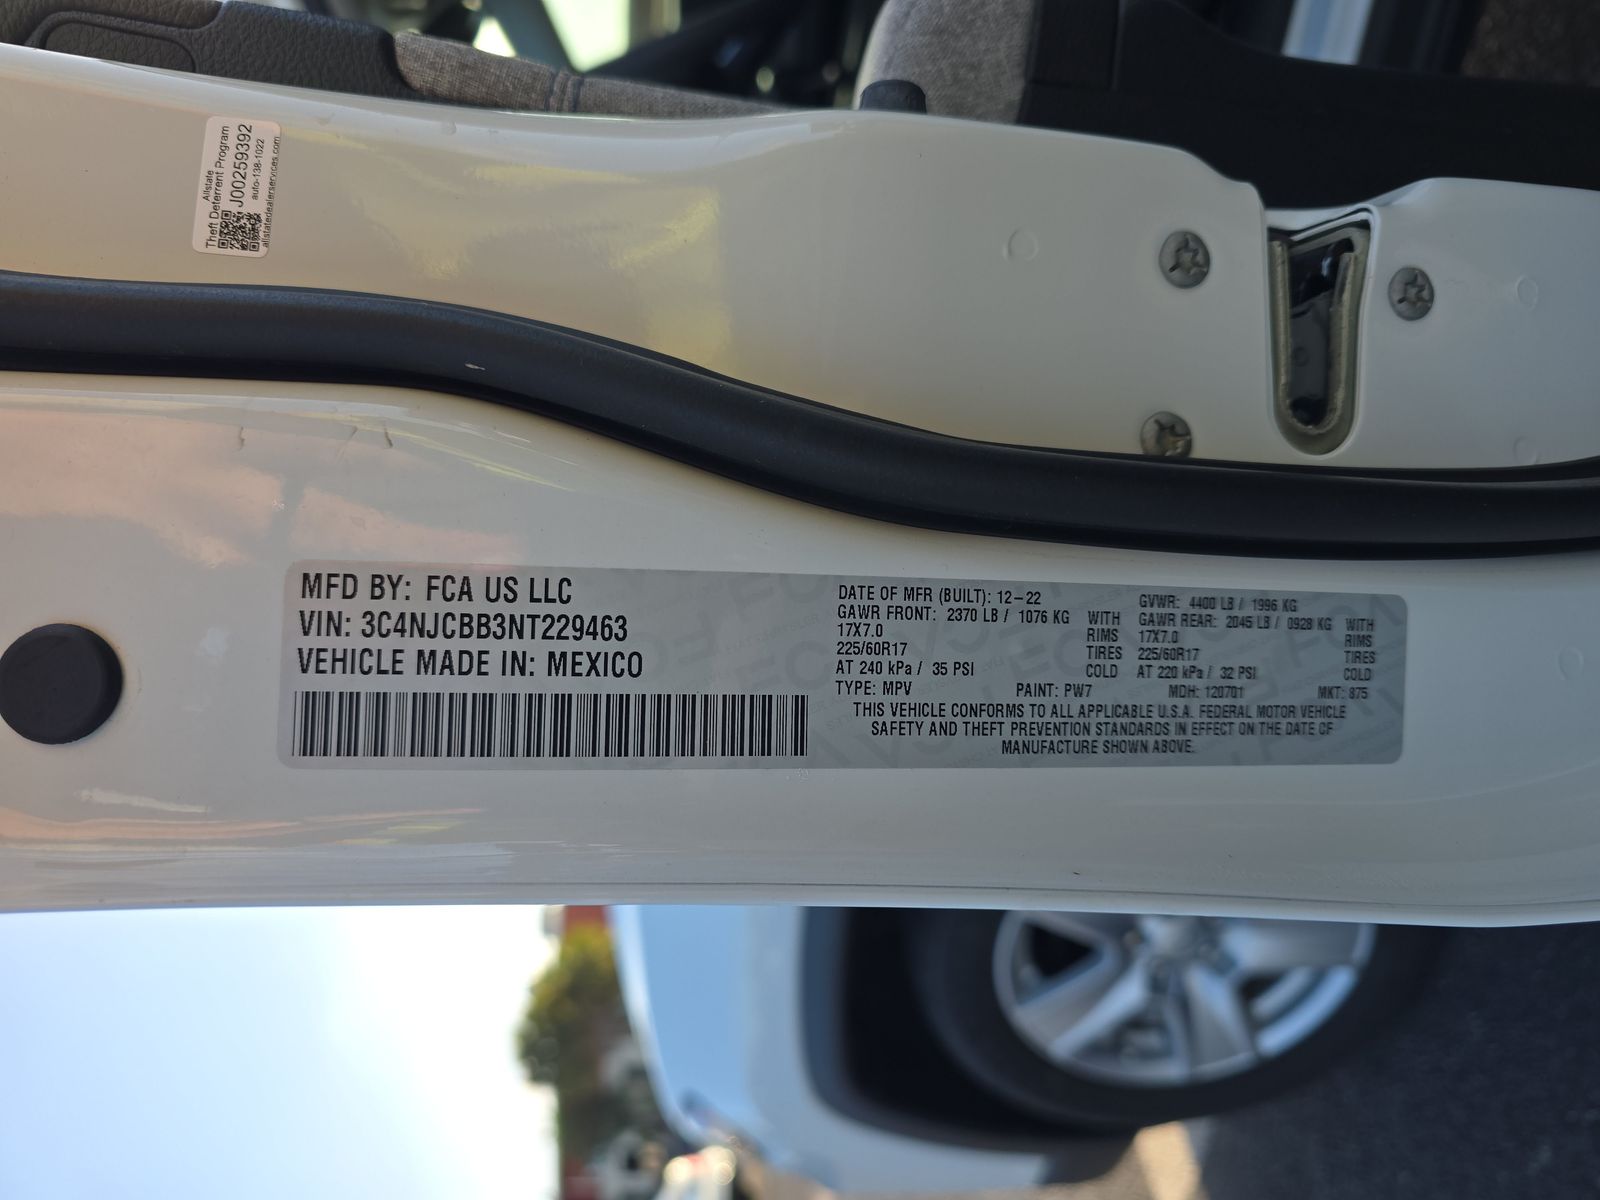 Allstate
Theft Deterrent Program
J00259392
auto-138-1022
allstatedealerservices.com
MFD BY: FCA US LLC
VIN: 3C4NJCBB3NT229463
VEHICLE MADE IN: MEXICO
DATE OF MFR (BUILT): 12-22 GVWR: 4400 LB / 1996 KG
GAWR FRONT: 2370 LB / 1076 KG WITH GAWR REAR: 2045 LB / 0928 KG WITH
17X7.0 RIMS 17X7.0 RIMS
225/60R17 TIRES 225/60R17 TIRES
AT 240 kPa / 35 PSI COLD AT 220 kPa / 32 PSI COLD
TYPE: MPV PAINT: PW7 MDH: 120701 MKT: 875
THIS VEHICLE CONFORMS TO ALL APPLICABLE U.S.A. FEDERAL MOTOR VEHICLE
SAFETY AND THEFT PREVENTION STANDARDS IN EFFECT ON THE DATE OF
MANUFACTURE SHOWN ABOVE.